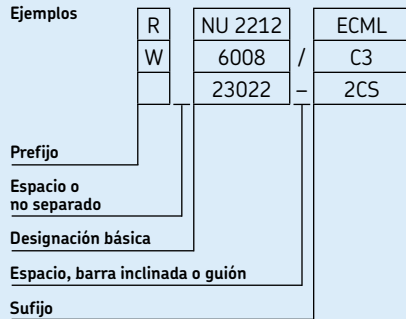 Ejemplos
R NU 2212 ECML
W 6008 / C3
23022 – 2CS
Prefijo
Espacio o
no separado
Designación básica
Espacio, barra inclinada o guión
Sufijo